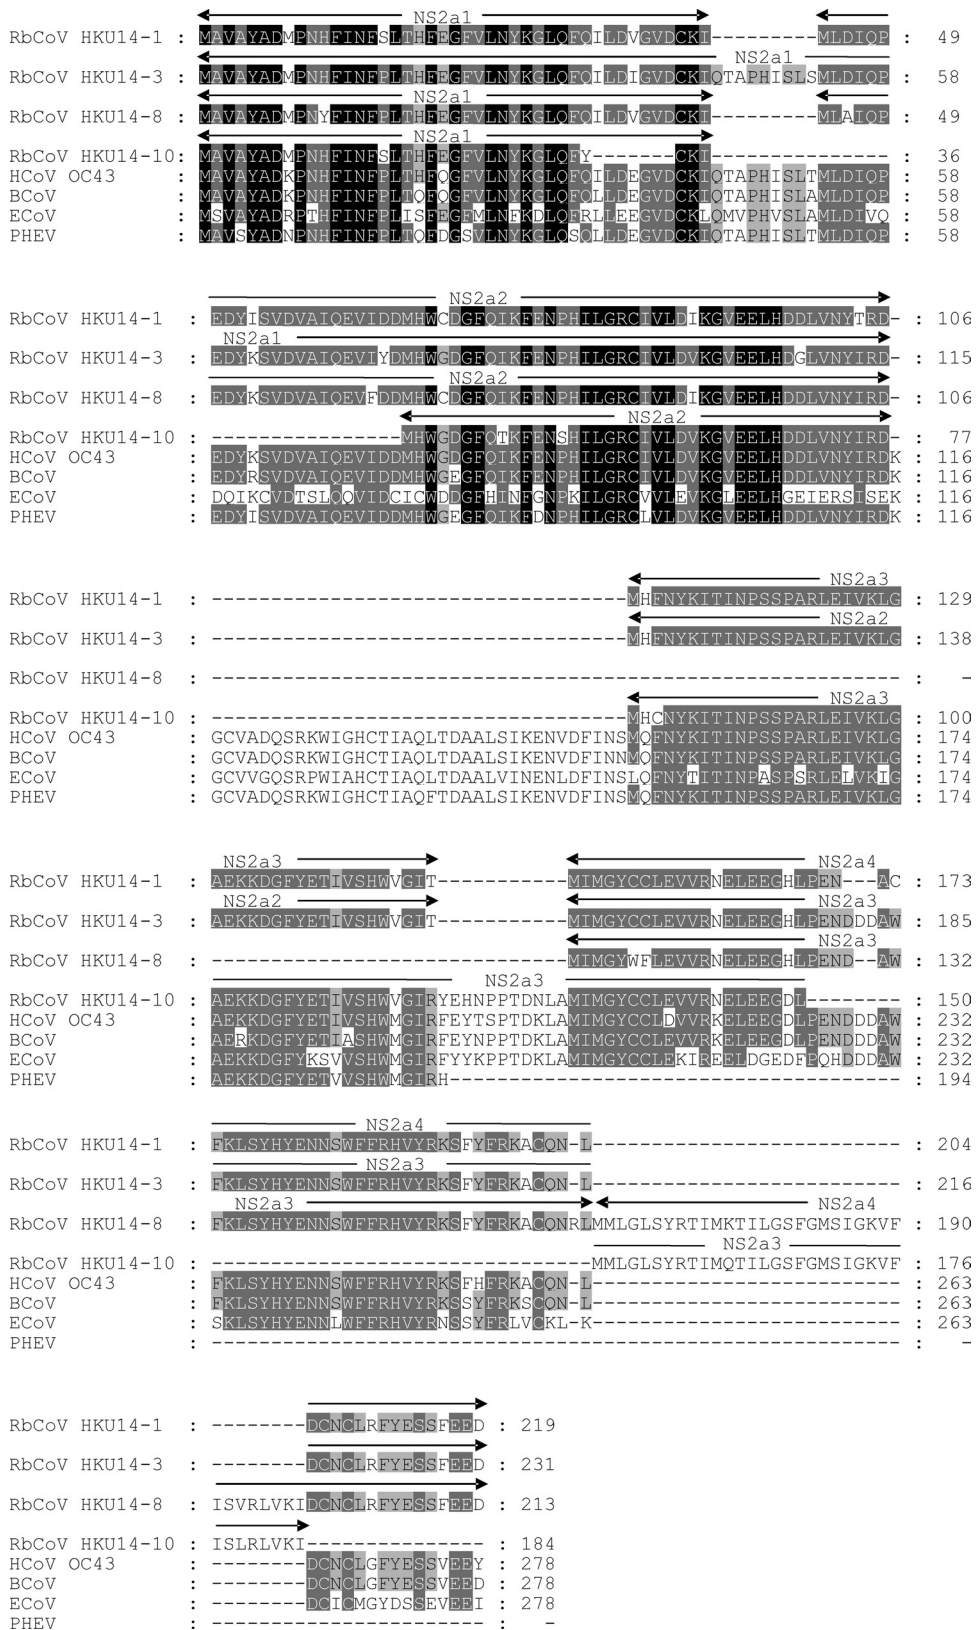 NS2a1
RbCoV HKU14-1 : MAVAYADMPNHFINFSLTHFEGFVLNYKGLQFQILDVGVDCKI---------MLDIQP : 49
NS2a1
RbCoV HKU14-3 : MAVAYADMPNHFINFPLTHFEGFVLNYKGLQFQILDIGVDCKIQTAPHISLSMLDIQP : 58
NS2a1
RbCoV HKU14-8 : MAVAYADMPNYFINFPLTHFEGFVLNYKGLQFQILDVGVDCKI---------MLAIQP : 49
NS2a1
RbCoV HKU14-10: MAVAYADMPNHFINFSLTHFEGFVLNYKGLQFY-------CKI--------------- : 36
HCoV OC43 : MAVAYADKPNHFINFPLTHFQGFVLNYKGLQFQILDEGVDCKIQTAPHISLTMLDIQP : 58
BCoV : MAVAYADKPNHFINFPLTQFQGFVLNYKGLQFQLLDEGVDCKIQTAPHISLAMLDIQP : 58
ECoV : MSVAYADRPTHFINFPLISFEGFMLNFKDLQFRLLEEGVDCKLQMVPHVSLAMLDIVQ : 58
PHEV : MAVSYADNPNHFINFPLTQFDGSVLNYKGLQSQLLDEGVDCKIQTAPHISLTMLDIQP : 58
NS2a2
RbCoV HKU14-1 : EDYISVDVAIQEVIDDMHWCDGFQIKFENPHILGRCIVLDIKGVEELHDDLVNYTRD- : 106
NS2a1
RbCoV HKU14-3 : EDYKSVDVAIQEVIYDMHWGDGFQIKFENPHILGRCIVLDVKGVEELHDGLVNYIRD- : 115
NS2a2
RbCoV HKU14-8 : EDYKSVDVAIQEVFDDMHWCDGFQIKFENPHILGRCIVLDIKGVEELHDDLVNYIRD- : 106
NS2a2
RbCoV HKU14-10 : ----------------MHWGDGFQTKFENSHILGRCIVLDVKGVEELHDDLVNYIRD- : 77
HCoV OC43 : EDYKSVDVAIQEVIDDMHWGDGFQIKFENPHILGRCIVLDVKGVEELHDDLVNYIRDK : 116
BCoV : EDYRSVDVAIQEVIDDMHWGEGFQIKFENPHILGRCIVLDVKGVEELHDDLVNYIRDK : 116
ECoV : DQIKCVDTSLQQVIDCICWDDGFHINFGNPKILGRCVVLEVKGLEELHGEIERSISEK : 116
PHEV : EDYISVDVAIQEVIDDMHWGEGFQIKFDNPHILGRCLVLDVKGVEELHDDLVNYIRDK : 116
NS2a3
RbCoV HKU14-1 : -----------------------------------MHFNYKITINPSSPARLEIVKLG : 129
NS2a2
RbCoV HKU14-3 : -----------------------------------MHFNYKITINPSSPARLEIVKLG : 138
RbCoV HKU14-8 : ---------------------------------------------------------- : -
NS2a3
RbCoV HKU14-10 : -----------------------------------MHCNYKITINPSSPARLEIVKLG : 100
HCoV OC43 : GCVADQSRKWIGHCTIAQLTDAALSIKENVDFINSMQFNYKITINPSSPARLEIVKLG : 174
BCoV : GCVADQSRKWIGHCTIAQLTDAALSIKENVDFINNMQFNYKITINPSSPARLEIVKLG : 174
ECoV : GCVVGQSRPWIAHCTIAQLTDAALVINENLDFINSLQFNYTITINPASPSRLELVKIG : 174
PHEV : GCVADQSRKWIGHCTIAQFTDAALSIKENVDFINSMQFNYKITINPSSPARLEIVKLG : 174
NS2a3 NS2a4
RbCoV HKU14-1 : AEKKDGFYETIVSHWVGIT-----------MIMGYCCLEVVRNELEEGHLPEN---AC : 173
NS2a2 NS2a3
RbCoV HKU14-3 : AEKKDGFYETIVSHWVGIT-----------MIMGYCCLEVVRNELEEGHLPENDDDAW : 185
NS2a3
RbCoV HKU14-8 : ------------------------------MIMGYWFLEVVRNELEEGHLPEND--AW : 132
NS2a3
RbCoV HKU14-10 : AEKKDGFYETIVSHWVGIRYEHNPPTDNLAMIMGYCCLEVVRNELEEGDL-------- : 150
HCoV OC43 : AEKKDGFYETIVSHWMGIRFEYTSPTDKLAMIMGYCCLDVVRKELEEGDLPENDDDAW : 232
BCoV : AERKDGFYETIASHWMGIRFEYNPPTDKLAMIMGYCCLEVVRKELEEGDLPENDDDAW : 232
ECoV : AEKKDGFYKSVVSHWMGIRFYYKPPTDKLAMIMGYCCLEKIREELDGEDFPQHDDDAW : 232
PHEV : AEKKDGFYETVVSHWMGIRH-------------------------------------- : 194
NS2a4
RbCoV HKU14-1 : FKLSYHYENNSWFFRHVYRKSFYFRKACQN-L-------------------------- : 204
NS2a3
RbCoV HKU14-3 : FKLSYHYENNSWFFRHVYRKSFYFRKACQN-L-------------------------- : 216
NS2a3 NS2a4
RbCoV HKU14-8 : FKLSYHYENNSWFFRHVYRKSFYFRKACQNRLMMLGLSYRTIMKTILGSFGMSIGKVF : 190
NS2a3
RbCoV HKU14-10 : --------------------------------MMLGLSYRTIMQTILGSFGMSIGKVF : 176
HCoV OC43 : FKLSYHYENNSWFFRHVYRKSFHFRKACQN-L-------------------------- : 263
BCoV : FKLSYHYENNSWFFRHVYRKSSYFRKSCQN-L-------------------------- : 263
ECoV : SKLSYHYENNLWFFRHVYRNSSYFRLVCKL-K-------------------------- : 263
PHEV : ---------------------------------------------------------- : -
RbCoV HKU14-1 : --------DCNCLRFYESSFEED : 219
RbCoV HKU14-3 : --------DCNCLRFYESSFEED : 231
RbCoV HKU14-8 : ISVRLVKIDCNCLRFYESSFEED : 213
RbCoV HKU14-10 : ISLRLVKI--------------- : 184
HCoV OC43 : --------DCNCLGFYESSVEEY : 278
BCoV : --------DCNCLGFYESSVEED : 278
ECoV : --------DCICMGYDSSEVEEI : 278
PHEV : ----------------------- : -